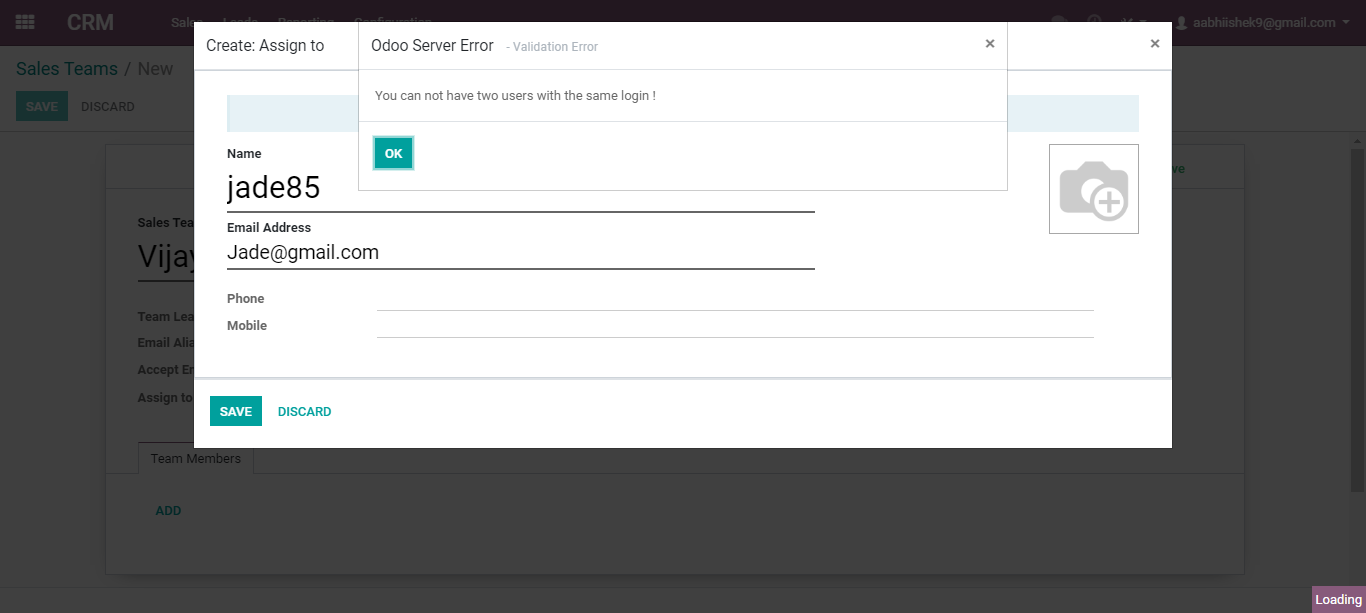 CRM Sales Leads Reporting Configuration aabhiishek9@gmail.com
Create: Assign to
Odoo Server Error - Validation Error
× ×
Sales Teams / New
SAVE DISCARD
You can not have two users with the same login !
OK
Name
jade85
Email Address
Jade@gmail.com
Sales Tea
Vijay
Phone
Mobile
Team Lea
Email Alia
Accept Em
Assign to
SAVE DISCARD
Team Members
ADD
Loading